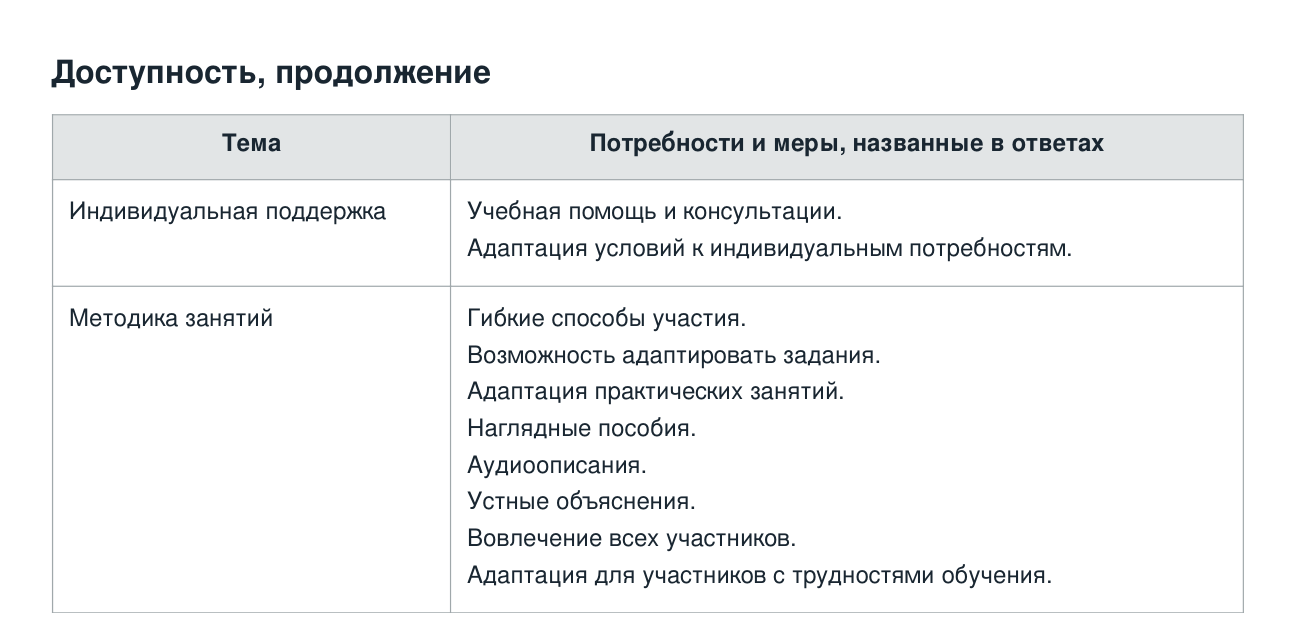 Доступность, продолжение
Тема
Потребности и меры, названные в ответах
Индивидуальная поддержка
Учебная помощь и консультации.
Адаптация условий к индивидуальным потребностям.
Методика занятий
Гибкие способы участия.
Возможность адаптировать задания.
Адаптация практических занятий.
Наглядные пособия.
Аудиоописания.
Устные объяснения.
Вовлечение всех участников.
Адаптация для участников с трудностями обучения.